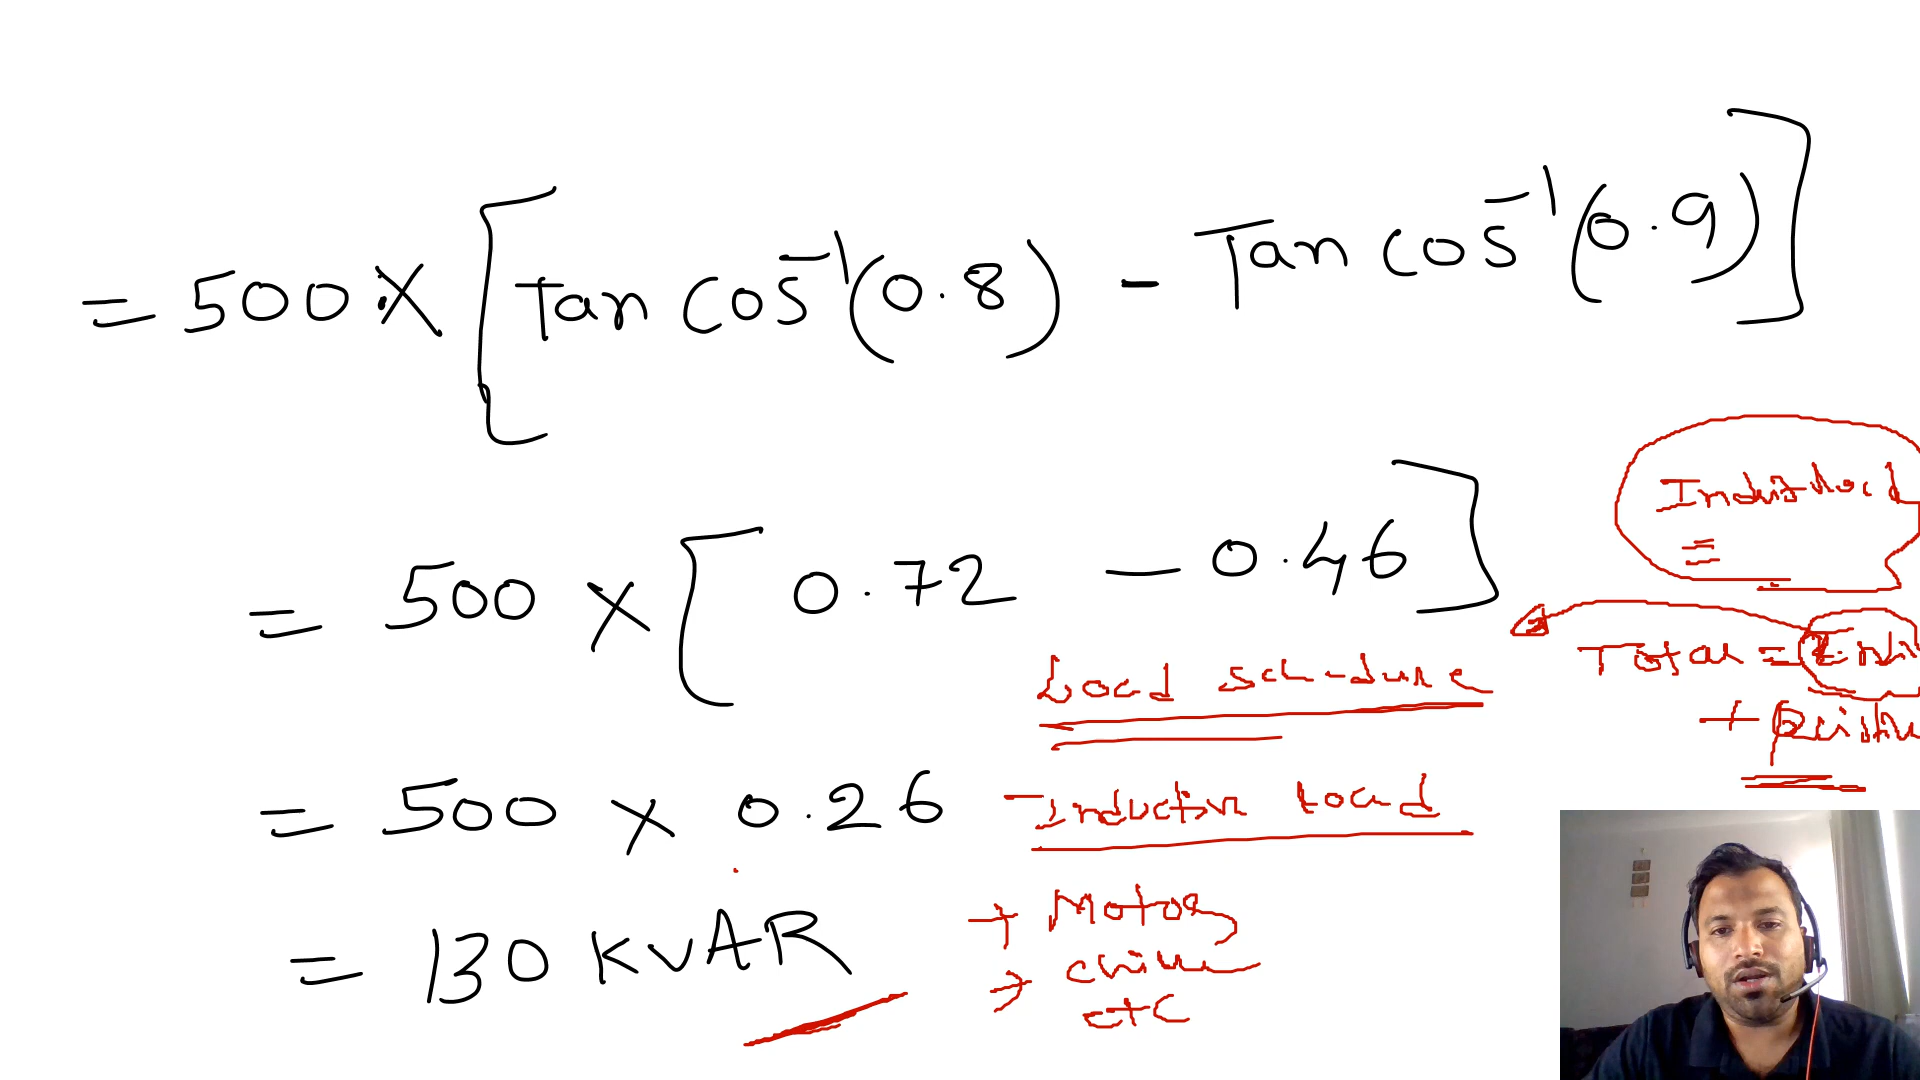 = 500 × [Tan cos⁻¹(0.8) - Tan cos⁻¹(0.9)]
= 500 × [0.72 - 0.46]
Total =
+
Load schedule
= 500 × 0.26
- Inductive load
= 130 KVAR
→ Motor
→ chiller
etc